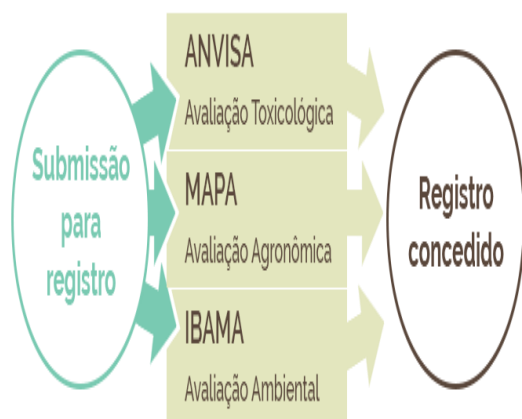 Submissão
para
registro
ANVISA
Avaliação Toxicológica
MAPA
Avaliação Agronômica
IBAMA
Avaliação Ambiental
Registro
concedido